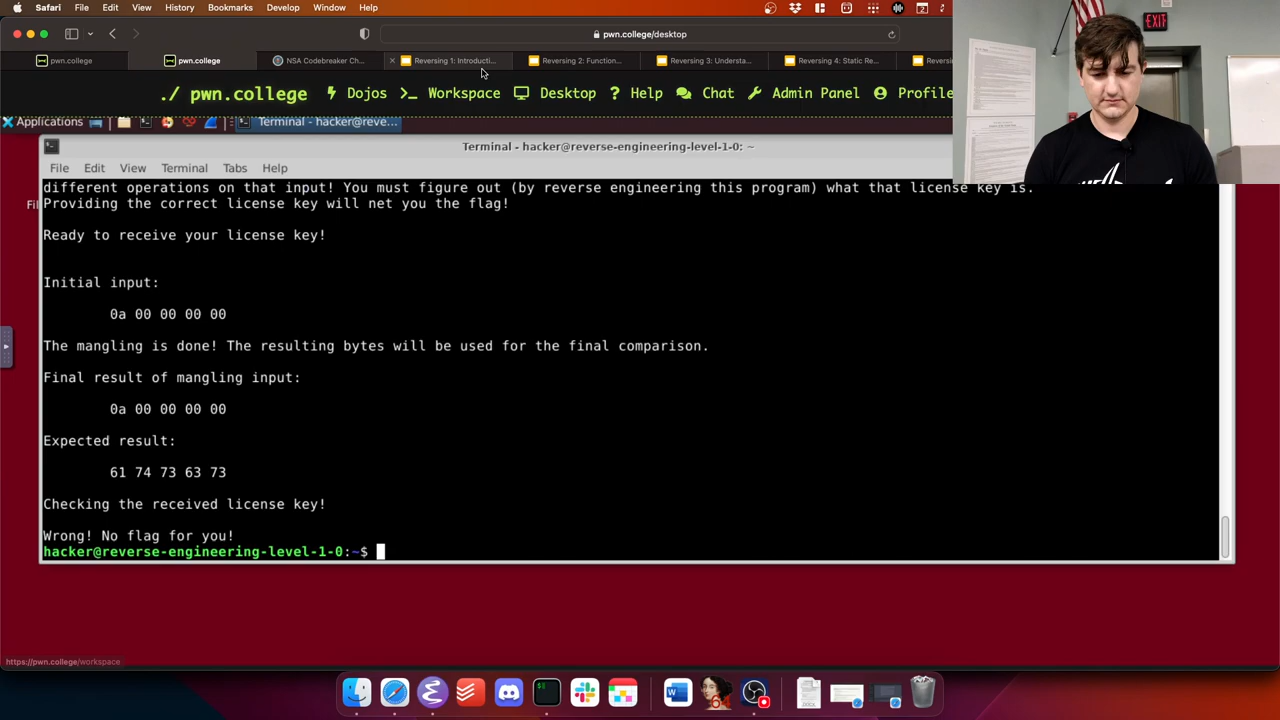 Safari File Edit View History Bookmarks Develop Window Help
pwn.college/desktop
pwn.college pwn.college NSA Codebreaker Ch... Reversing 1: Introducti... Reversing 2: Function... Reversing 3: Understa... Reversing 4: Static Re... Reversin
./ pwn.college Dojos Workspace Desktop Help Chat Admin Panel Profile
EXIT
Applications Terminal - hacker@reve...
Terminal - hacker@reverse-engineering-level-1-0: ~
File Edit View Terminal Tabs Help
different operations on that input! You must figure out (by reverse engineering this program) what that license key is.
Providing the correct license key will net you the flag!
Fil
Ready to receive your license key!
Initial input:
0a 00 00 00 00
The mangling is done! The resulting bytes will be used for the final comparison.
Final result of mangling input:
0a 00 00 00 00
Expected result:
61 74 73 63 73
Checking the received license key!
Wrong! No flag for you!
hacker@reverse-engineering-level-1-0:~$
https://pwn.college/workspace